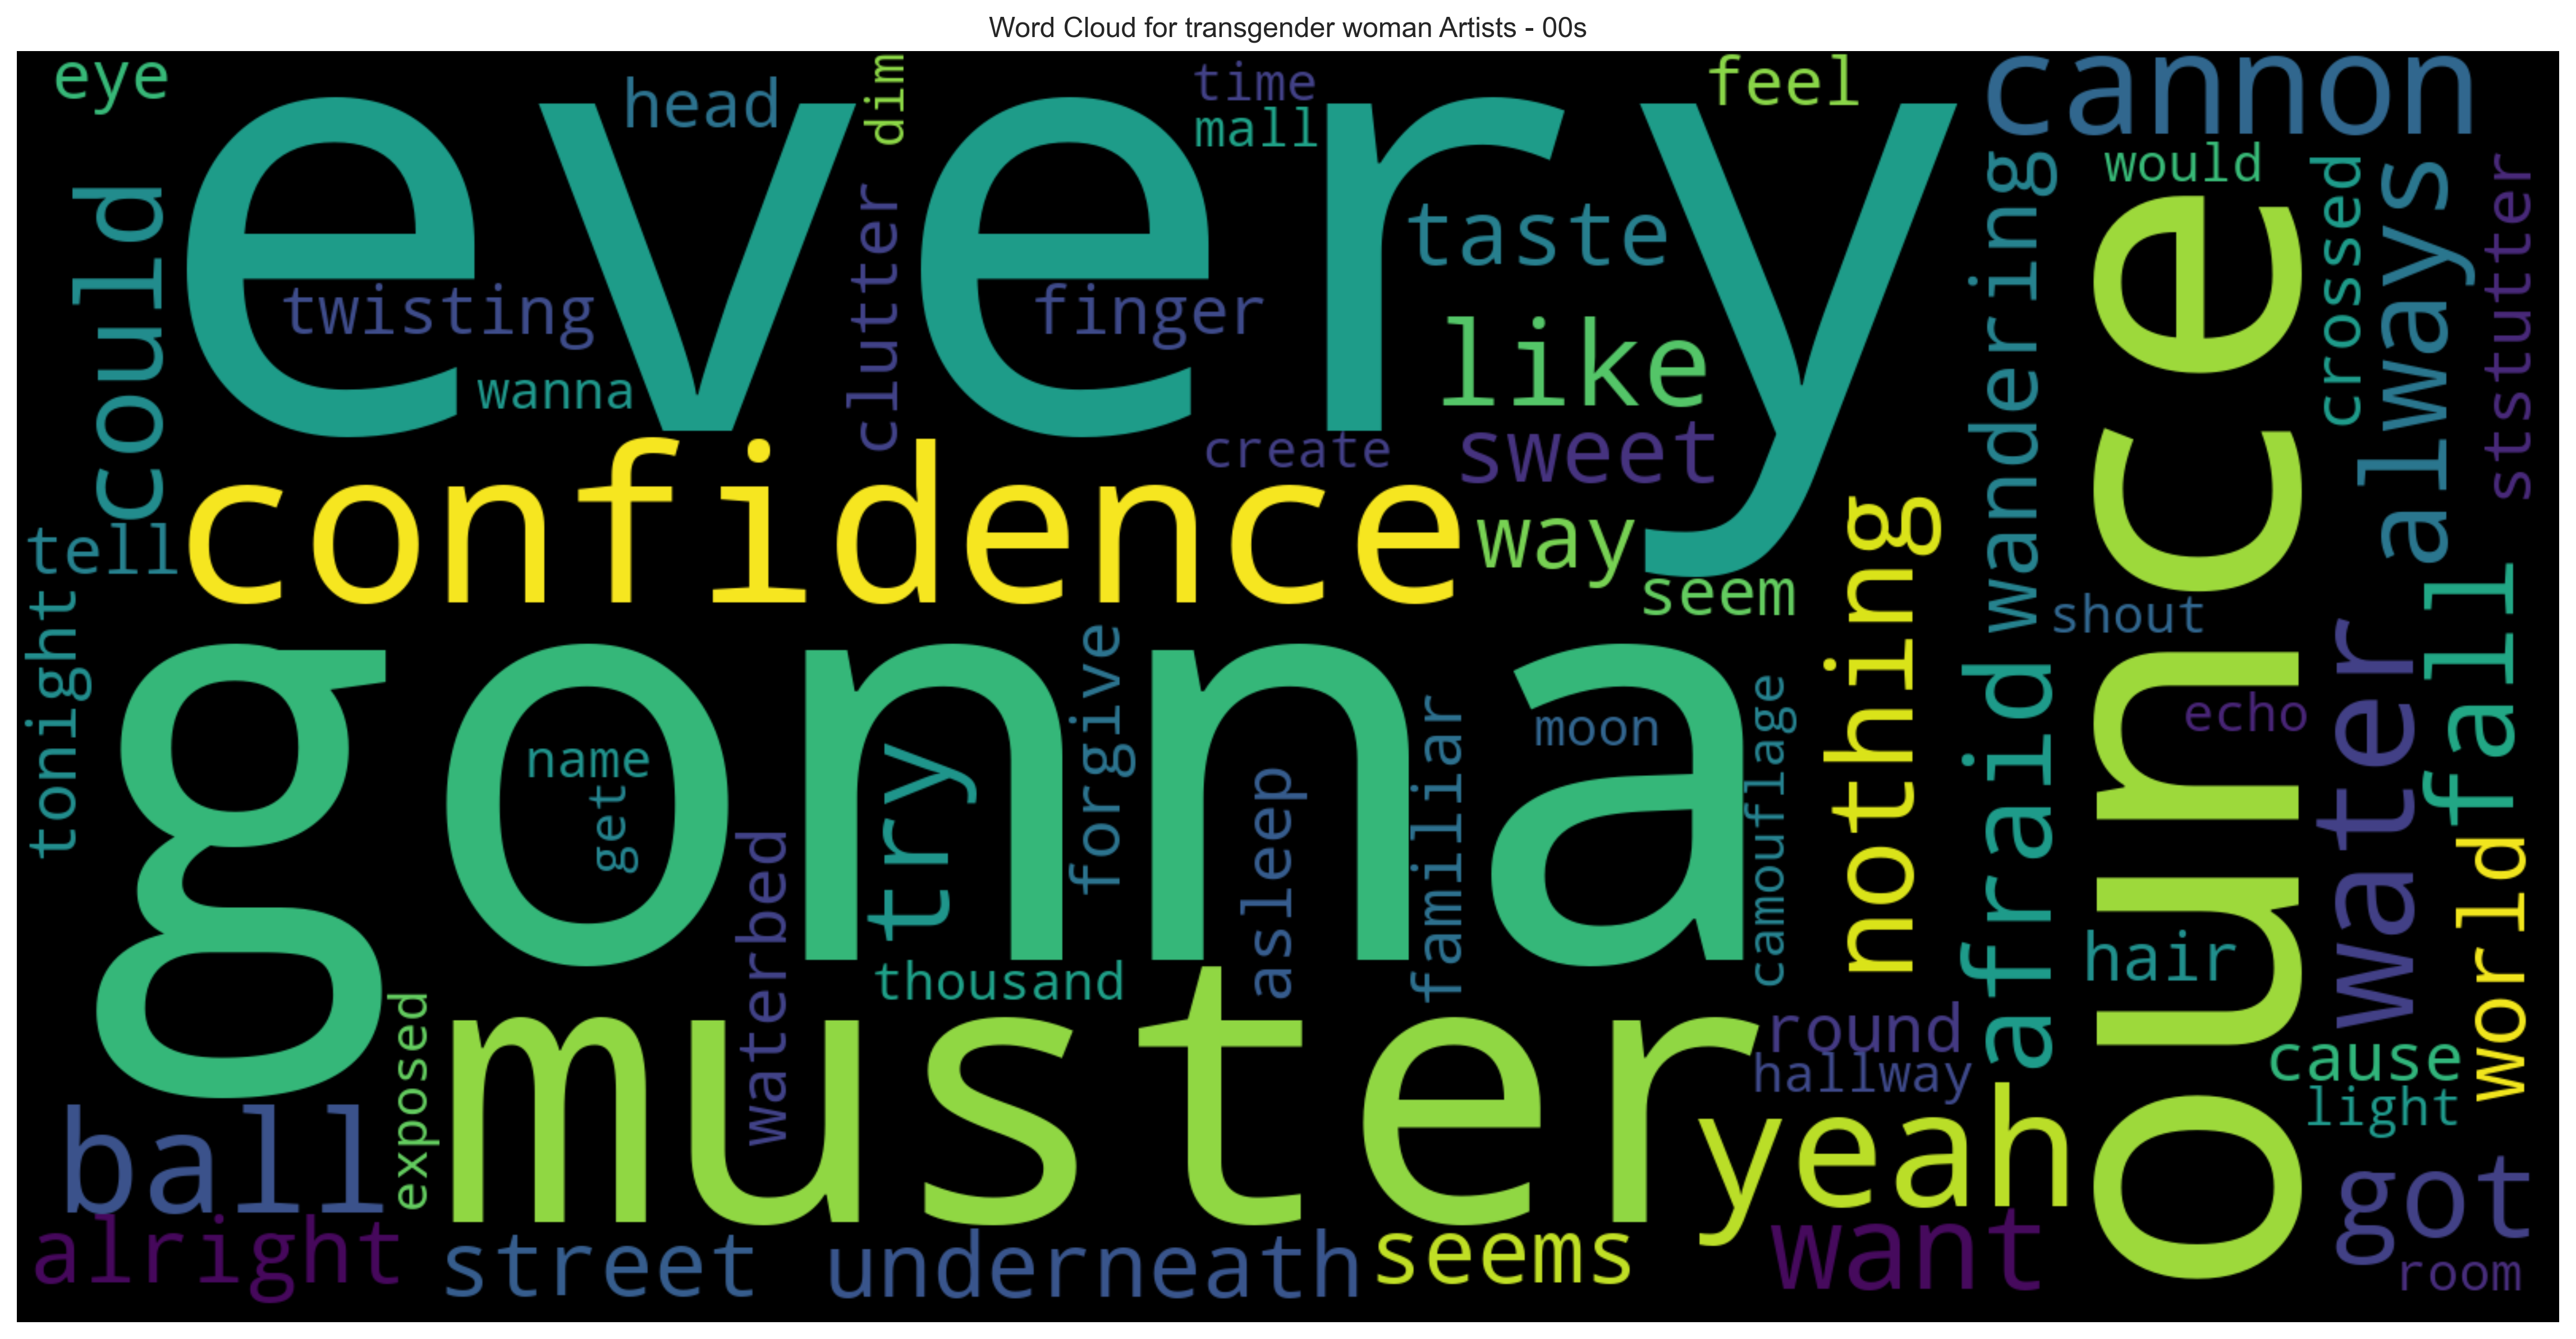 Word Cloud for transgender woman Artists - 00s
eye
head
dim
time
mall
feel
cannon
every
could
twisting
wanna
clutter
finger
taste
like
would
crossed
always
ststutter
wandering
create
sweet
confidence
way
seem
tell
tonight
nothing
shout
ounce
gonna
name
get
try
forgive
asleep
familiar
moon
camouflage
afraid
echo
water
fall
world
hair
waterbed
thousand
exposed
muster
round
hallway
yeah
cause
light
ball
alright
street
underneath
seems
want
got
room